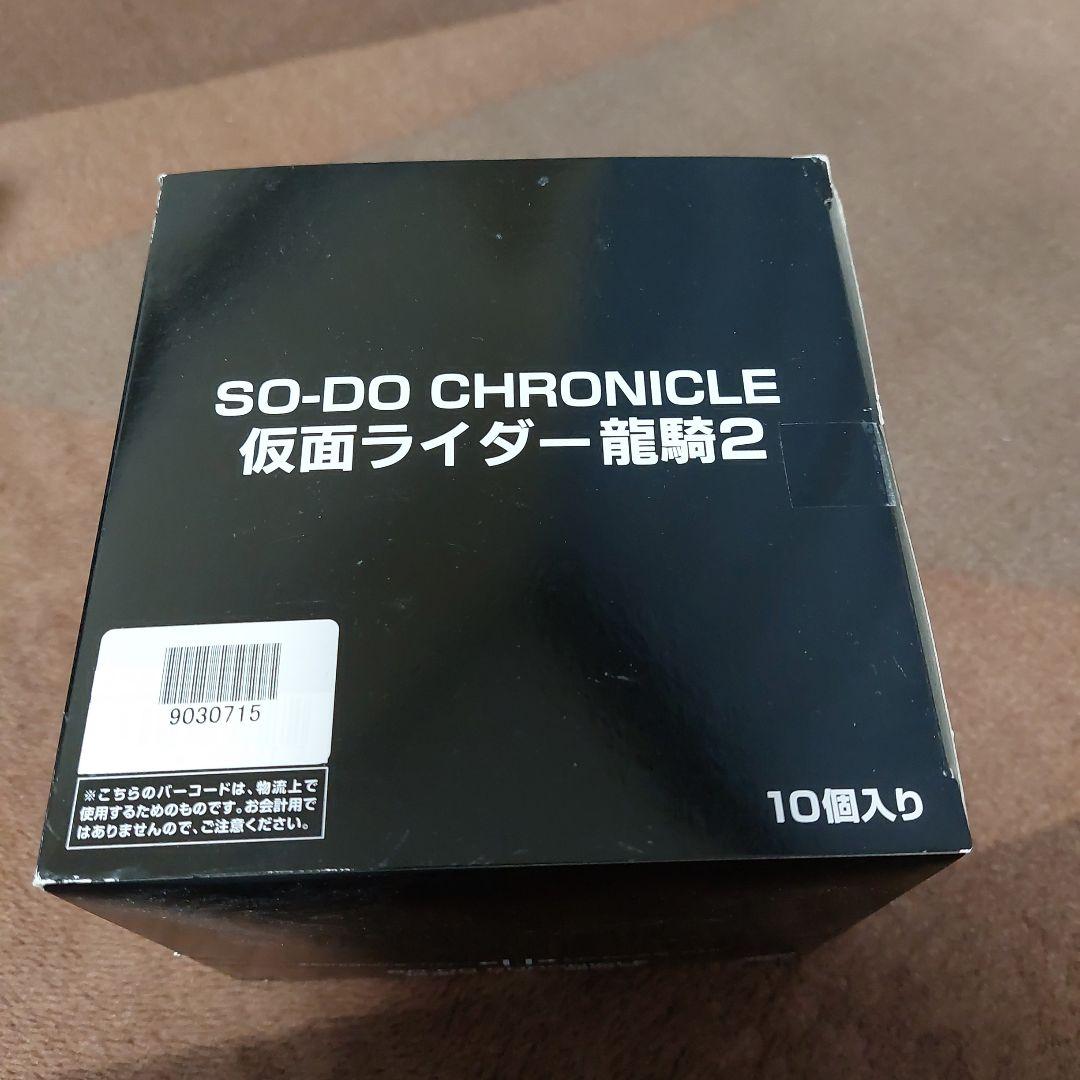 SO-DO CHRONICLE
仮面ライダー龍騎2
9030715
※こちらのバーコードは、物流上で
使用するためのものです。お会計用で
はありませんので、ご注意ください。
10個入り